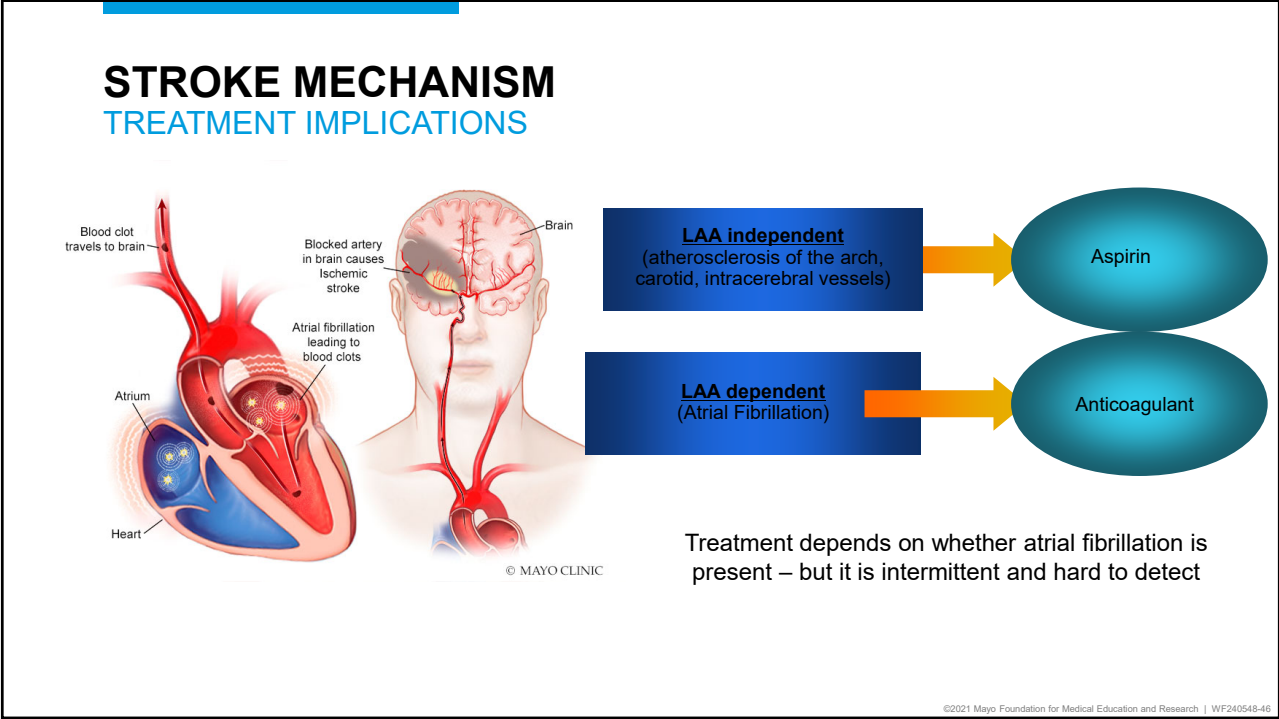 STROKE MECHANISM
TREATMENT IMPLICATIONS
Blood clot
travels to brain
Blocked artery
in brain causes
Ischemic
stroke
Brain
Atrial fibrillation
leading to
blood clots
Atrium
Heart
© MAYO CLINIC
LAA independent
(atherosclerosis of the arch,
carotid, intracerebral vessels)
Aspirin
LAA dependent
(Atrial Fibrillation)
Anticoagulant
Treatment depends on whether atrial fibrillation is
present – but it is intermittent and hard to detect
©2021 Mayo Foundation for Medical Education and Research | WF240548-46